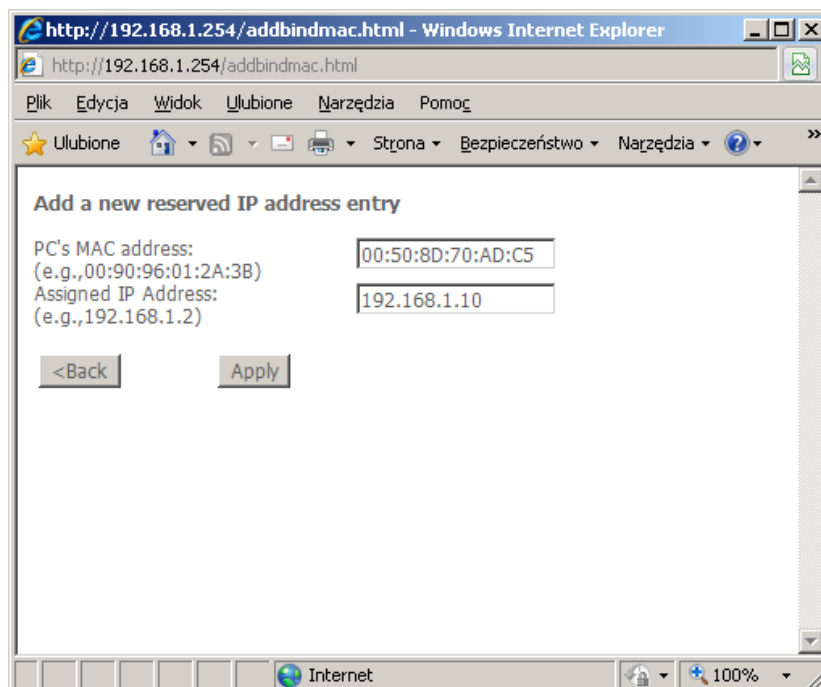 http://192.168.1.254/addbindmac.html - Windows Internet Explorer
http://192.168.1.254/addbindmac.html
Plik Edycja Widok Ulubione Narzędzia Pomoc
Ulubione Strona Bezpieczeństwo Narzędzia »
Add a new reserved IP address entry
PC's MAC address:
(e.g.,00:90:96:01:2A:3B)
00:50:8D:70:AD:C5
Assigned IP Address:
(e.g.,192.168.1.2)
192.168.1.10
<Back Apply
Internet 100%